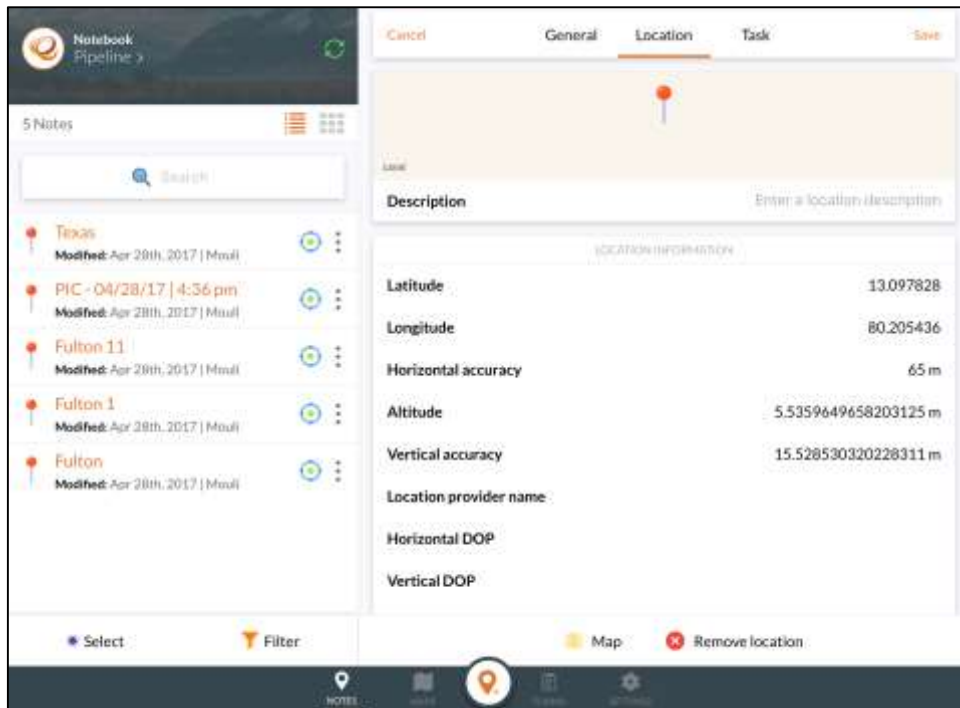 Notebook
Pipeline >
5 Notes
Search
Texas
Modified: Apr 28th, 2017 | Mouli
PIC - 04/28/17 | 4:36 pm
Modified: Apr 28th, 2017 | Mouli
Fulton 11
Modified: Apr 28th, 2017 | Mouli
Fulton 1
Modified: Apr 28th, 2017 | Mouli
Fulton
Modified: Apr 28th, 2017 | Mouli
Select
Filter
Cancel
General
Location
Task
Save
Description
Enter a location description
LOCATION INFORMATION
Latitude
13.097828
Longitude
80.205436
Horizontal accuracy
65 m
Altitude
5.5359649658203125 m
Vertical accuracy
15.528530320228311 m
Location provider name
Horizontal DOP
Vertical DOP
Map
Remove location
NOTES
SETTINGS